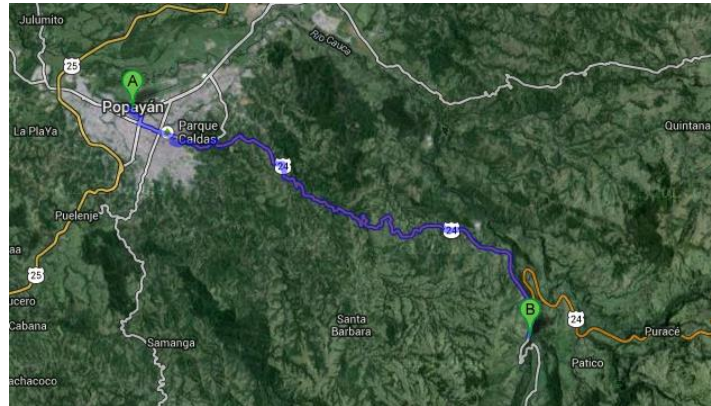 Julumito
Rio Cauca
25
A
Popayán
La PlaYa
Parque
Caldas
Quintana
24
Puelenje
24
25
B
ucero
Cabana
Santa
Barbara
24
Puracé
Samanga
Patico
achacoco